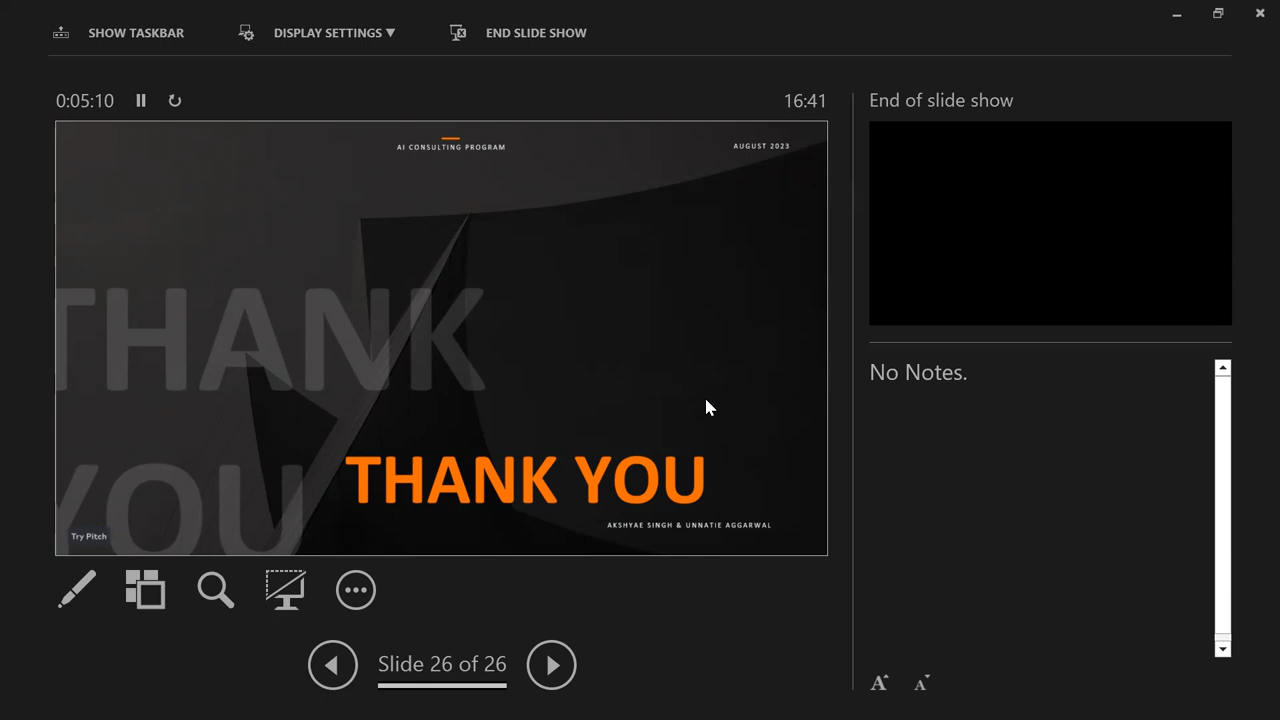 SHOW TASKBAR
DISPLAY SETTINGS ▼
END SLIDE SHOW
0:05:10
16:41
End of slide show
AI CONSULTING PROGRAM
AUGUST 2023
THANK
YOU
THANK YOU
AKSHYAE SINGH & UNNATIE AGGARWAL
Try Pitch
No Notes.
Slide 26 of 26
A
A